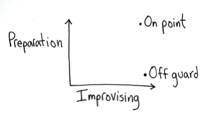 On point
Preparation
Off guard
Improvising